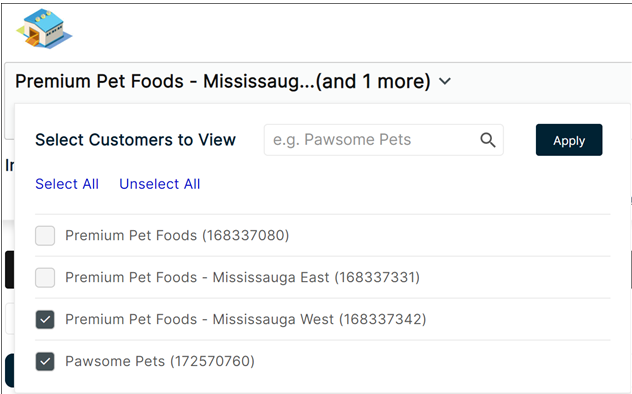 Premium Pet Foods - Mississaug...(and 1 more)
Select Customers to View
e.g. Pawsome Pets
Apply
Select All Unselect All
Premium Pet Foods (168337080)
Premium Pet Foods - Mississauga East (168337331)
Premium Pet Foods - Mississauga West (168337342)
Pawsome Pets (172570760)